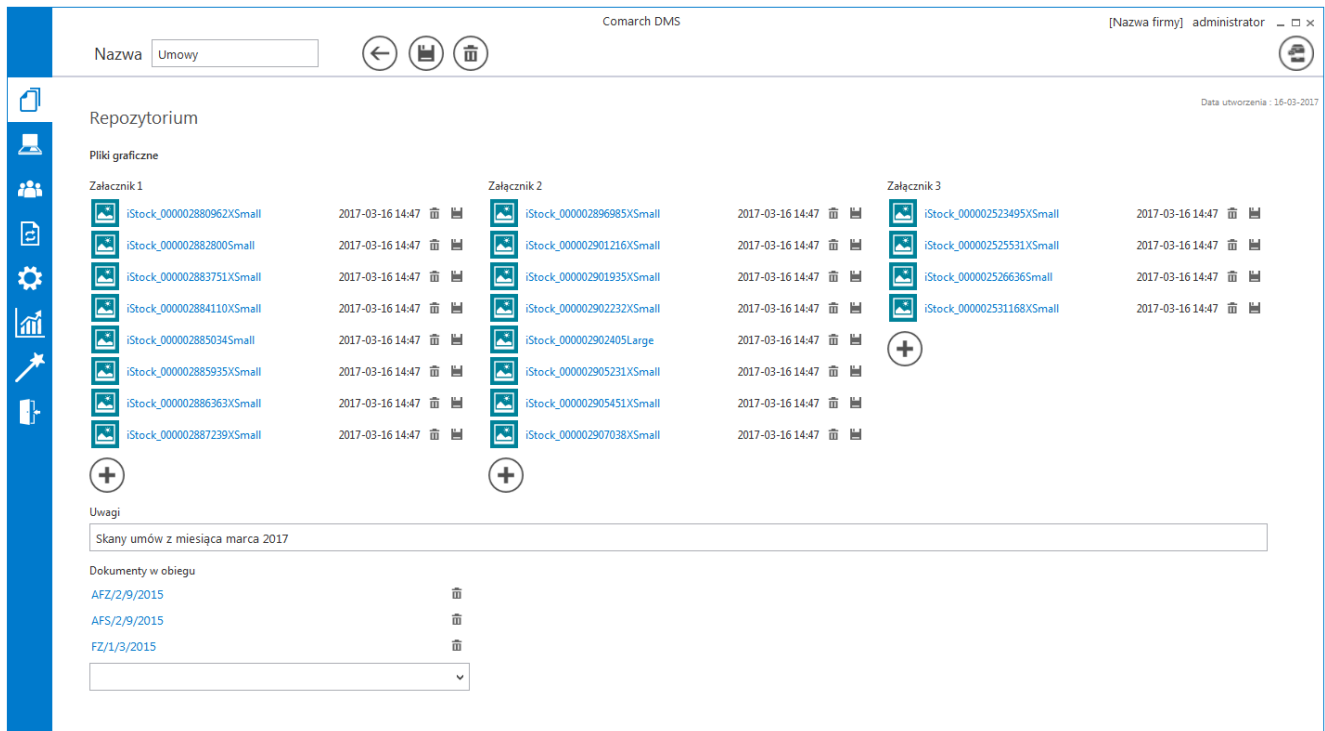 Comarch DMS
[Nazwa firmy] administrator
Nazwa Umowy
Data utworzenia : 16-03-2017
Repozytorium
Pliki graficzne
Załacznik 1
iStock_000002880962XSmall 2017-03-16 14:47
iStock_000002882800Small 2017-03-16 14:47
iStock_000002883751XSmall 2017-03-16 14:47
iStock_000002884110XSmall 2017-03-16 14:47
iStock_000002885034Small 2017-03-16 14:47
iStock_000002885935XSmall 2017-03-16 14:47
iStock_000002886363XSmall 2017-03-16 14:47
iStock_000002887239XSmall 2017-03-16 14:47
Załącznik 2
iStock_000002896985XSmall 2017-03-16 14:47
iStock_000002901216XSmall 2017-03-16 14:47
iStock_000002901935XSmall 2017-03-16 14:47
iStock_000002902232XSmall 2017-03-16 14:47
iStock_000002902405Large 2017-03-16 14:47
iStock_000002905231XSmall 2017-03-16 14:47
iStock_000002905451XSmall 2017-03-16 14:47
iStock_000002907038XSmall 2017-03-16 14:47
Załącznik 3
iStock_000002523495XSmall 2017-03-16 14:47
iStock_000002525531XSmall 2017-03-16 14:47
iStock_000002526636Small 2017-03-16 14:47
iStock_000002531168XSmall 2017-03-16 14:47
Uwagi
Skany umów z miesiąca marca 2017
Dokumenty w obiegu
AFZ/2/9/2015
AFS/2/9/2015
FZ/1/3/2015